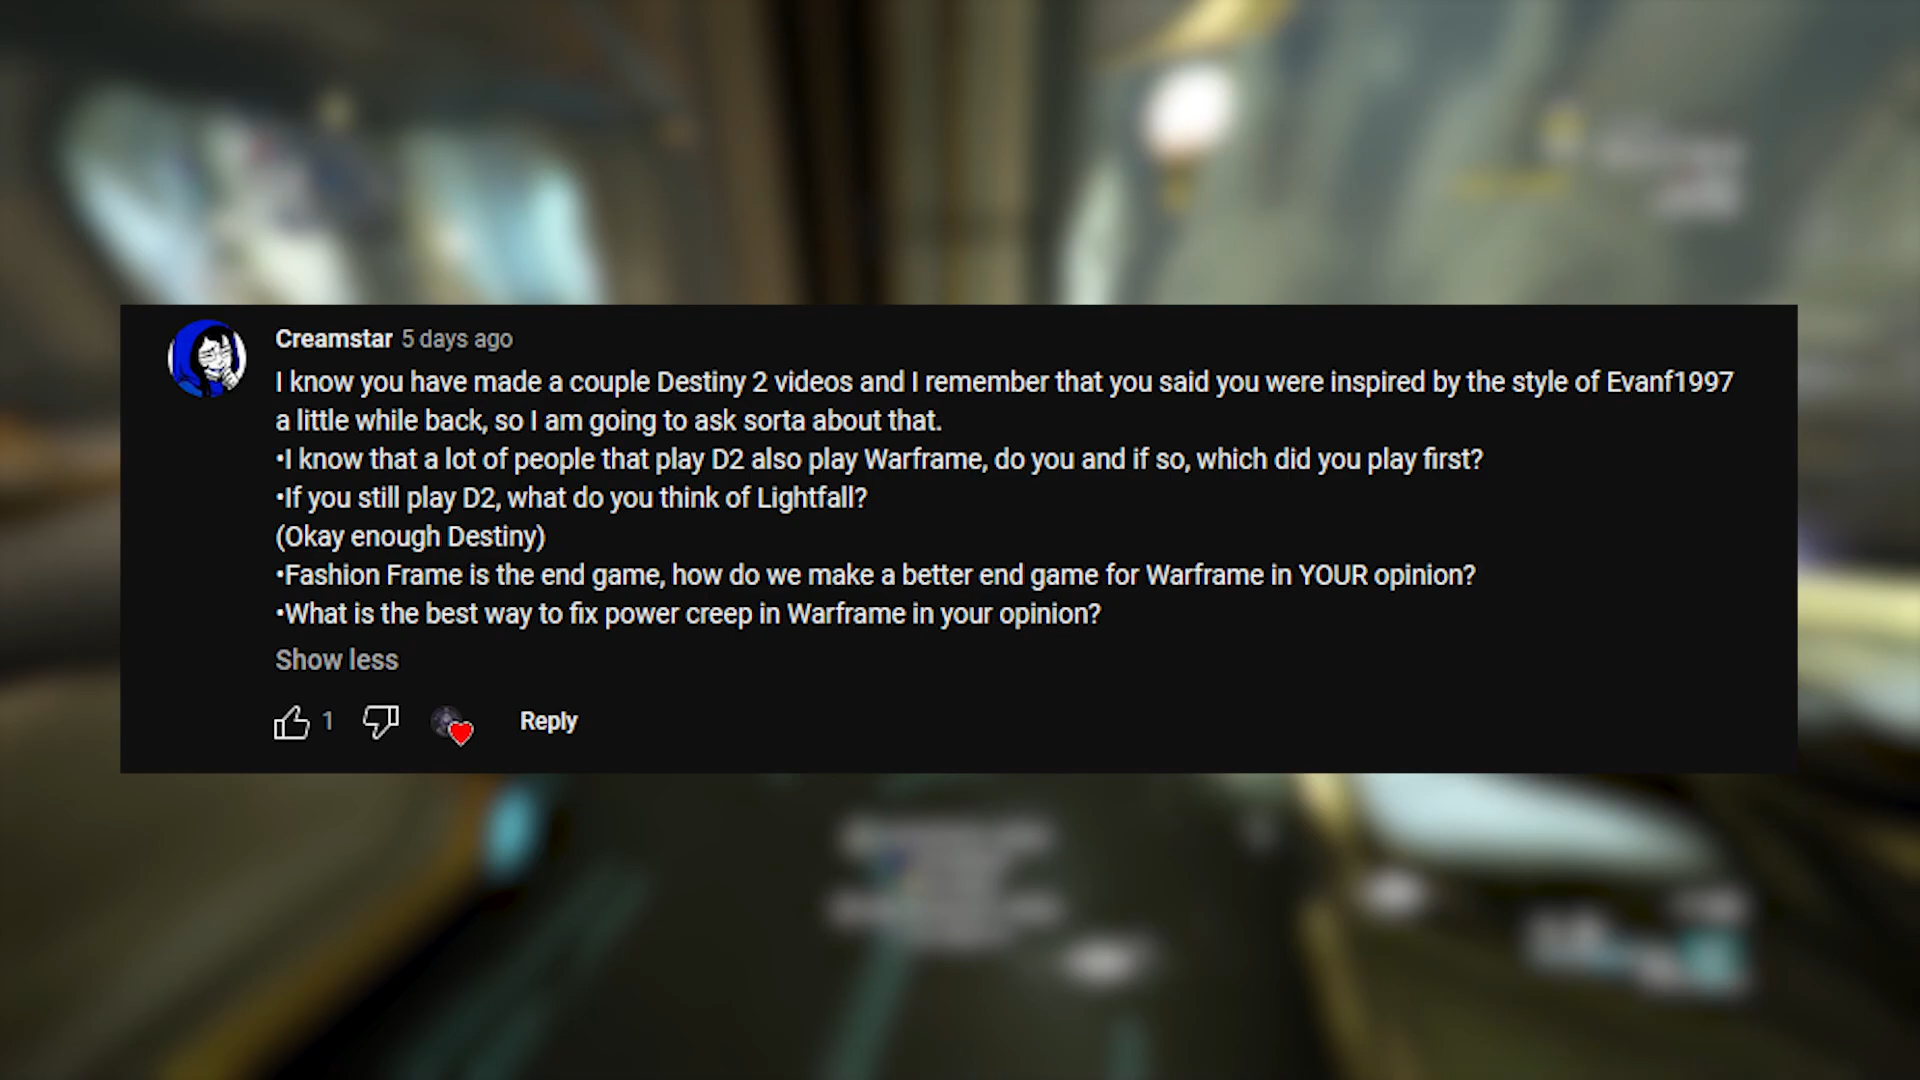 Creamstar 5 days ago
I know you have made a couple Destiny 2 videos and I remember that you said you were inspired by the style of Evanf1997
a little while back, so I am going to ask sorta about that.
•I know that a lot of people that play D2 also play Warframe, do you and if so, which did you play first?
•If you still play D2, what do you think of Lightfall?
(Okay enough Destiny)
•Fashion Frame is the end game, how do we make a better end game for Warframe in YOUR opinion?
•What is the best way to fix power creep in Warframe in your opinion?
Show less
1 Reply